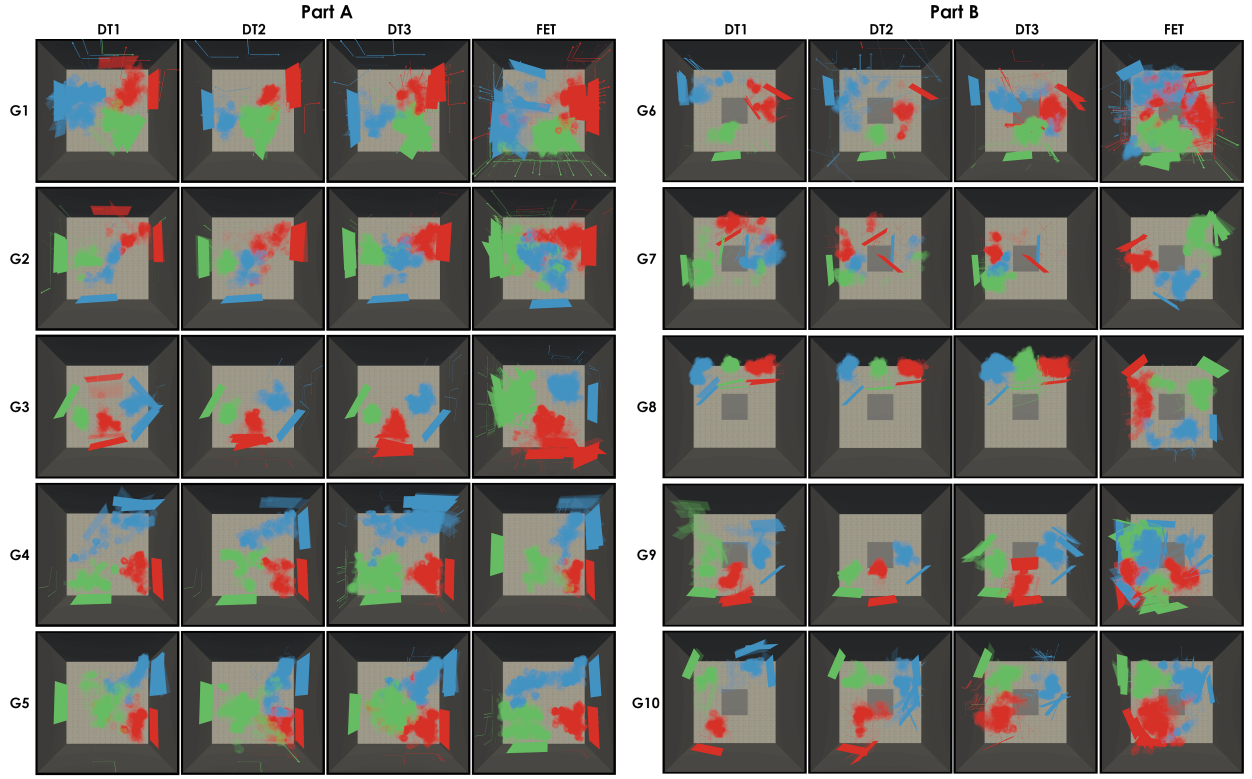 Part A
Part B
DT1 DT2 DT3 FET
DT1 DT2 DT3 FET
G1
G6
G2
G7
G3
G8
G4
G9
G5
G10